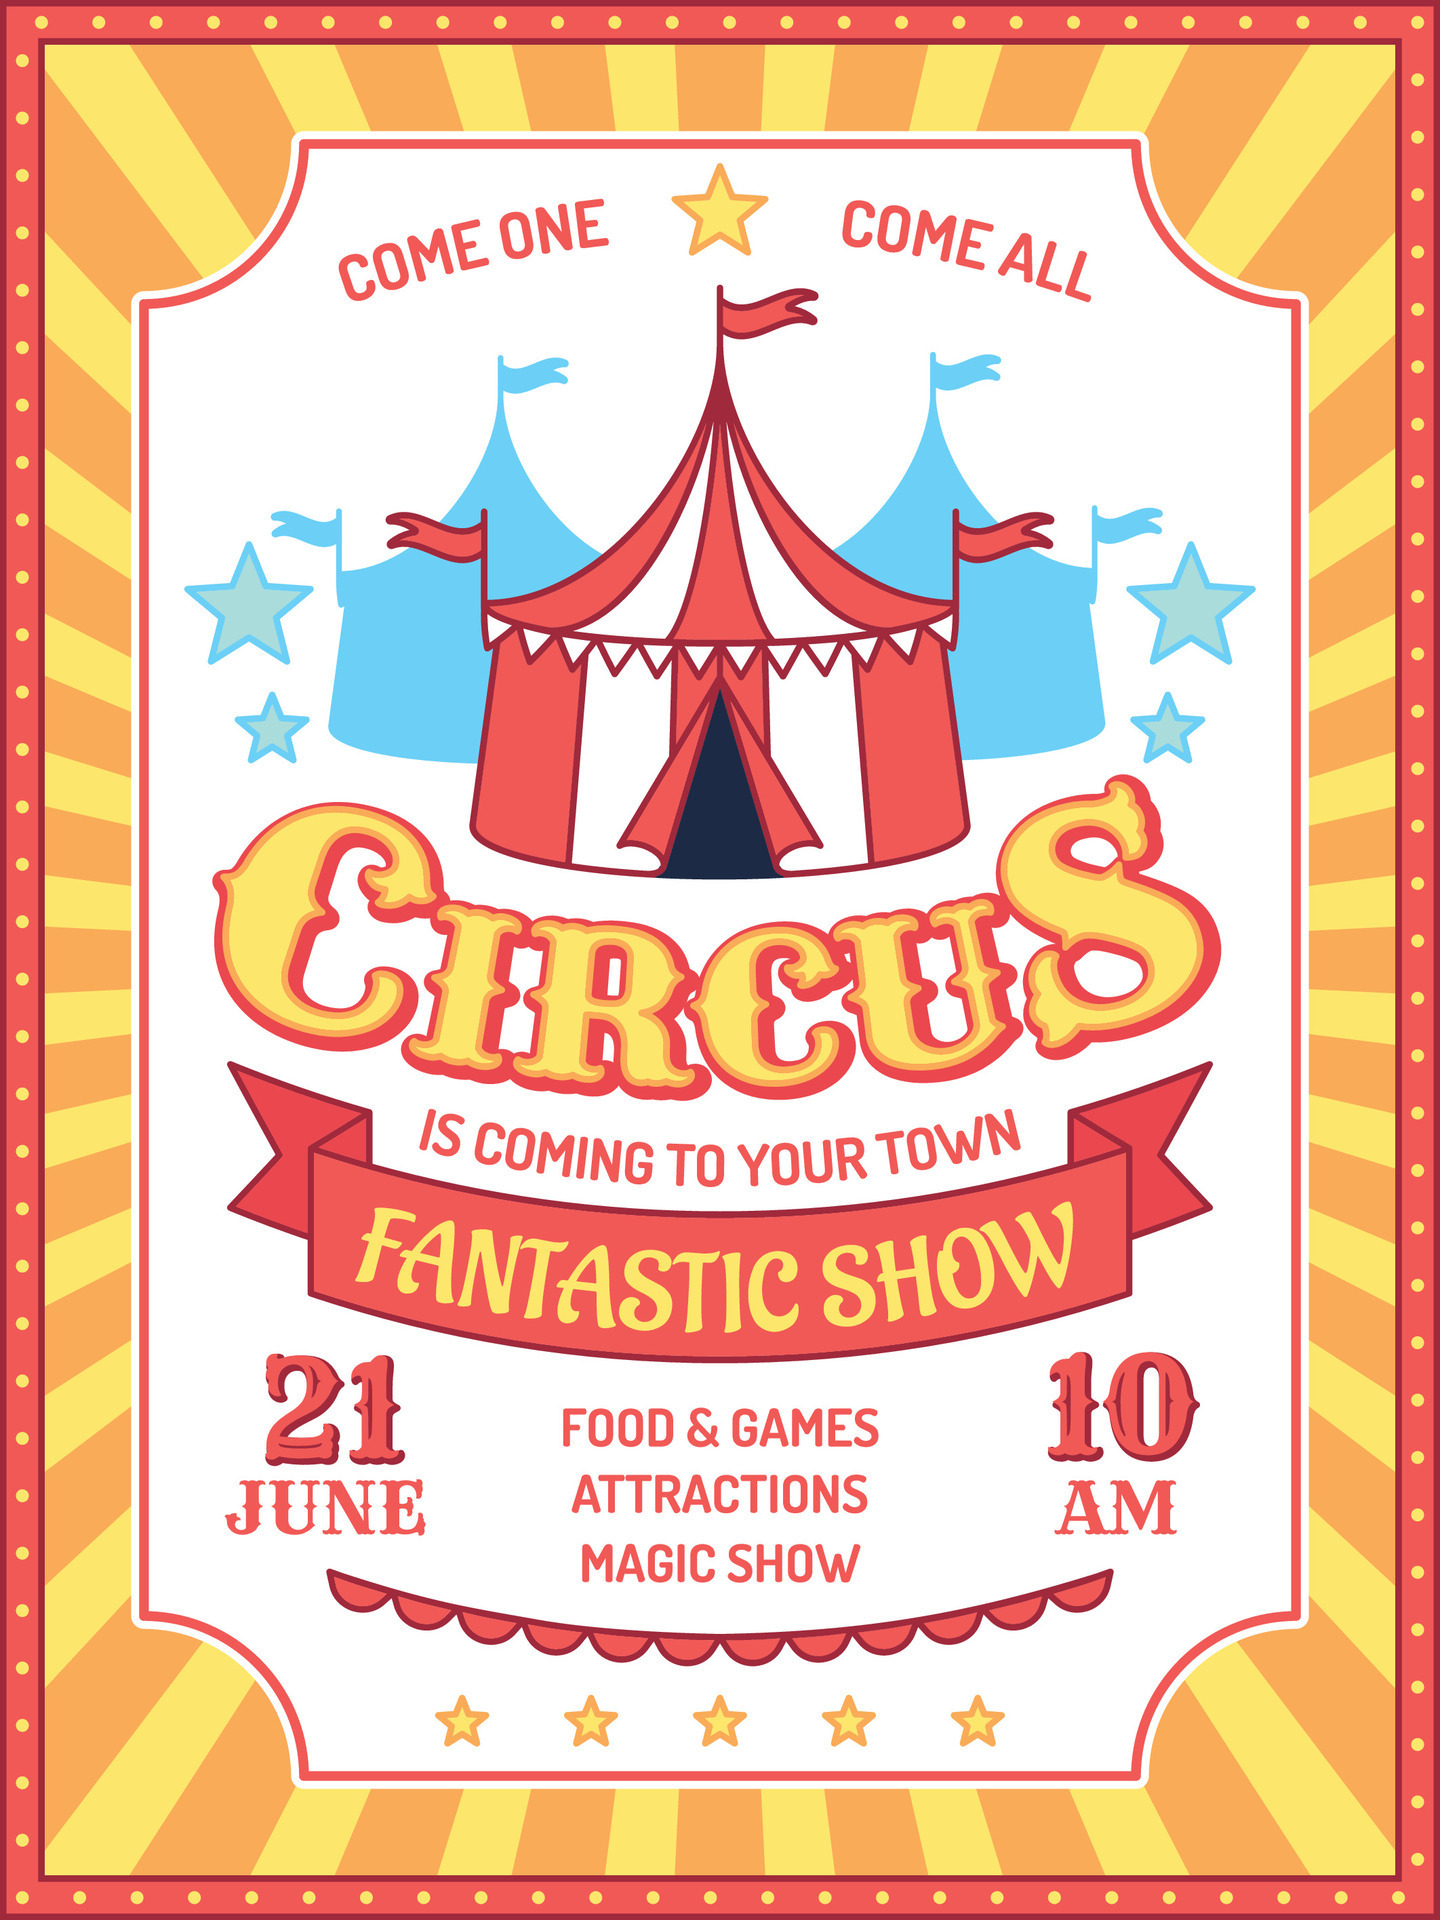 COME ONE COME ALL
CIRCUS
IS COMING TO YOUR TOWN
FANTASTIC SHOW
21
JUNE
FOOD & GAMES
ATTRACTIONS
MAGIC SHOW
10
AM